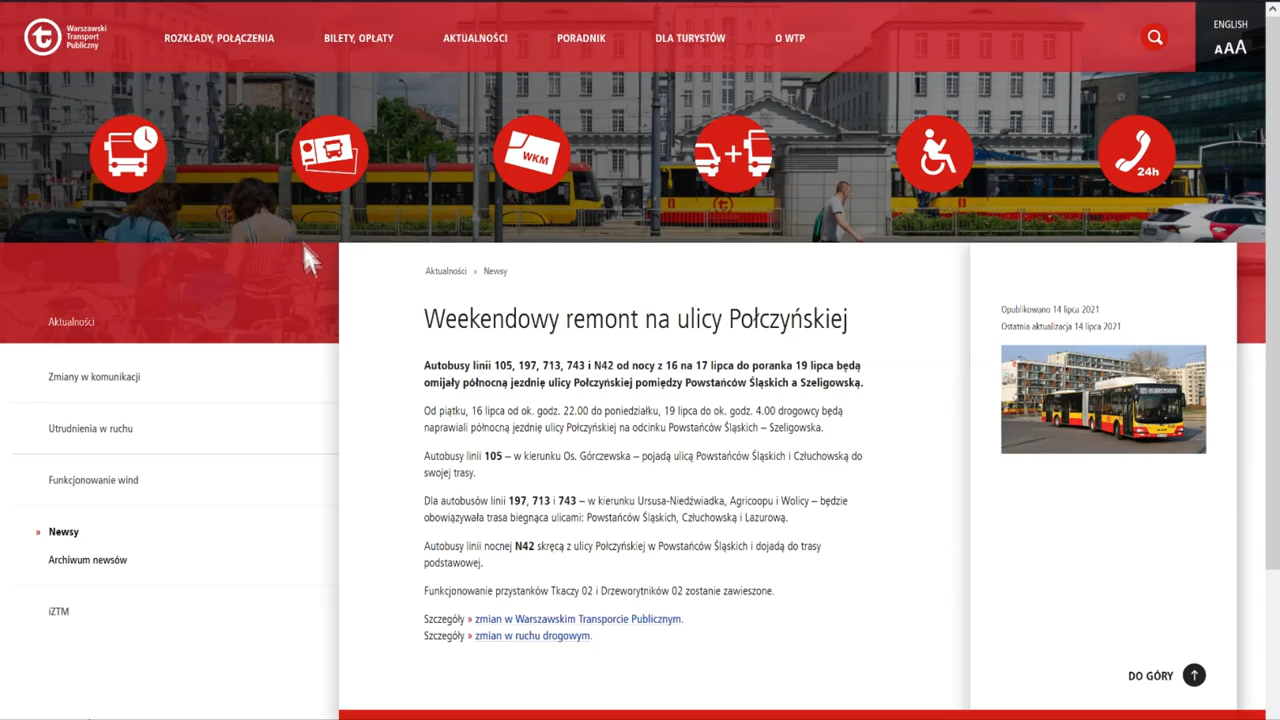 Warszawski
Transport
Publiczny
ROZKŁADY, POŁĄCZENIA
BILETY, OPŁATY
AKTUALNOŚCI
PORADNIK
DLA TURYSTÓW
O WTP
ENGLISH
AAA
WKM
24h
Aktualności
Zmiany w komunikacji
Utrudnienia w ruchu
Funkcjonowanie wind
» Newsy
Archiwum newsów
iZTM
Aktualności › Newsy
Weekendowy remont na ulicy Połczyńskiej
Autobusy linii 105, 197, 713, 743 i N42 od nocy z 16 na 17 lipca do poranka 19 lipca będą
omijały północną jezdnię ulicy Połczyńskiej pomiędzy Powstańców Śląskich a Szeligowską.
Od piątku, 16 lipca od ok. godz. 22.00 do poniedziałku, 19 lipca do ok. godz. 4.00 drogowcy będą
naprawiali północną jezdnię ulicy Połczyńskiej na odcinku Powstańców Śląskich – Szeligowska.
Autobusy linii 105 – w kierunku Os. Górczewska – pojadą ulicą Powstańców Śląskich i Człuchowską do
swojej trasy.
Dla autobusów linii 197, 713 i 743 – w kierunku Ursusa-Niedźwiadka, Agricoopu i Wolicy – będzie
obowiązywała trasa biegnąca ulicami: Powstańców Śląskich, Człuchowską i Lazurową.
Autobusy linii nocnej N42 skręcą z ulicy Połczyńskiej w Powstańców Śląskich i dojadą do trasy
podstawowej.
Funkcjonowanie przystanków Tkaczy 02 i Drzeworytników 02 zostanie zawieszone.
Szczegóły » zmian w Warszawskim Transporcie Publicznym.
Szczegóły » zmian w ruchu drogowym.
Opublikowano 14 lipca 2021
Ostatnia aktualizacja 14 lipca 2021
DO GÓRY